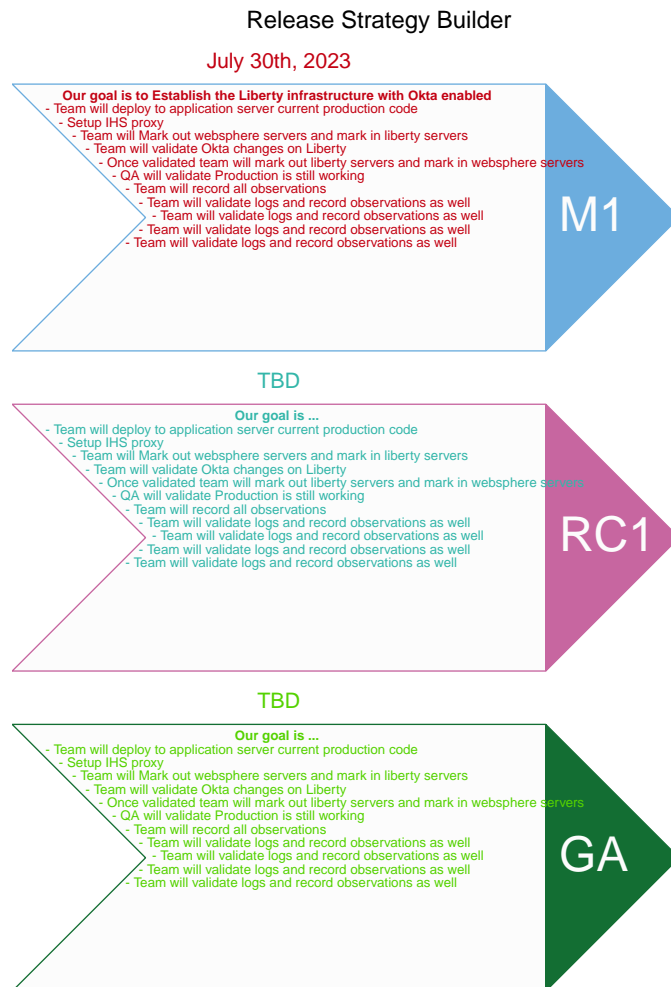 Release Strategy Builder
July 30th, 2023
Our goal is to Establish the Liberty infrastructure with Okta enabled
- Team will deploy to application server current production code
- Setup IHS proxy
- Team will Mark out websphere servers and mark in liberty servers
- Team will validate Okta changes on Liberty
- Once validated team will mark out liberty servers and mark in websphere servers
- QA will validate Production is still working
- Team will record all observations
- Team will validate logs and record observations as well
- Team will validate logs and record observations as well
- Team will validate logs and record observations as well
- Team will validate logs and record observations as well
M1
TBD
Our goal is ...
- Team will deploy to application server current production code
- Setup IHS proxy
- Team will Mark out websphere servers and mark in liberty servers
- Team will validate Okta changes on Liberty
- Once validated team will mark out liberty servers and mark in websphere servers
- QA will validate Production is still working
- Team will record all observations
- Team will validate logs and record observations as well
- Team will validate logs and record observations as well
- Team will validate logs and record observations as well
- Team will validate logs and record observations as well
RC1
TBD
Our goal is ...
- Team will deploy to application server current production code
- Setup IHS proxy
- Team will Mark out websphere servers and mark in liberty servers
- Team will validate Okta changes on Liberty
- Once validated team will mark out liberty servers and mark in websphere servers
- QA will validate Production is still working
- Team will record all observations
- Team will validate logs and record observations as well
- Team will validate logs and record observations as well
- Team will validate logs and record observations as well
- Team will validate logs and record observations as well
GA